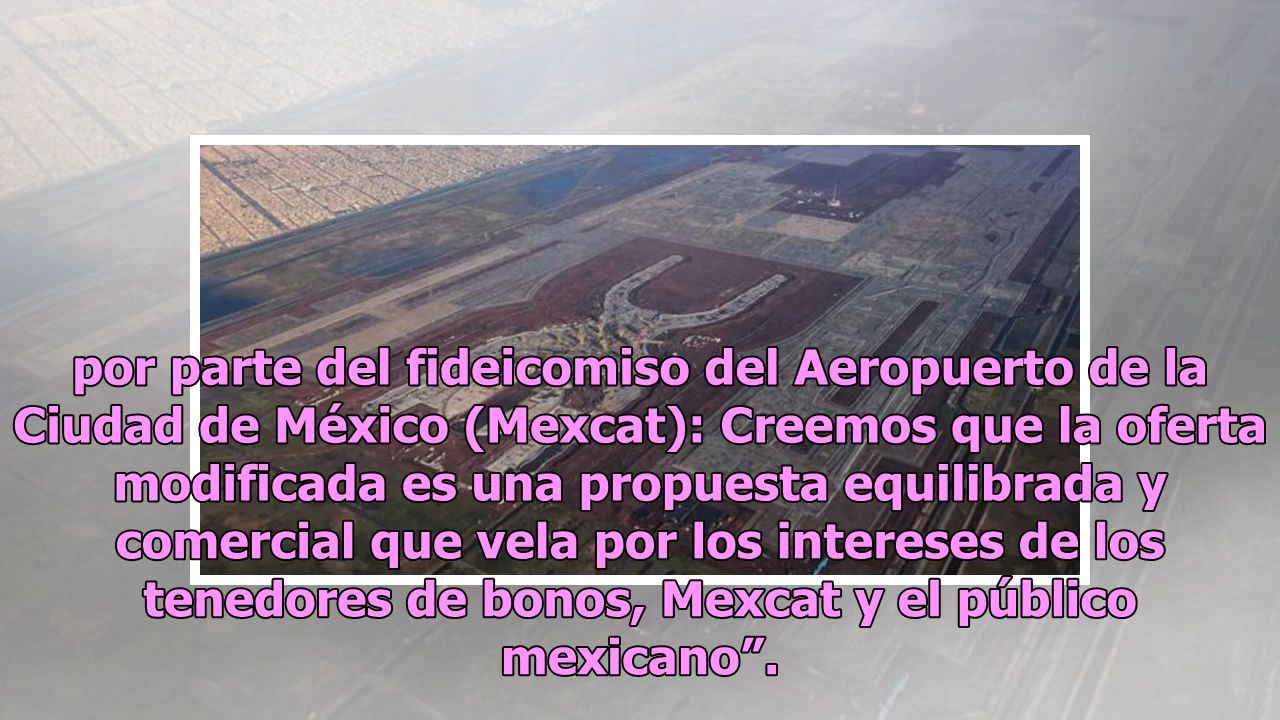 por parte del fideicomiso del Aeropuerto de la
Ciudad de México (Mexcat): Creemos que la oferta
modificada es una propuesta equilibrada y
comercial que vela por los intereses de los
tenedores de bonos, Mexcat y el público
mexicano”.